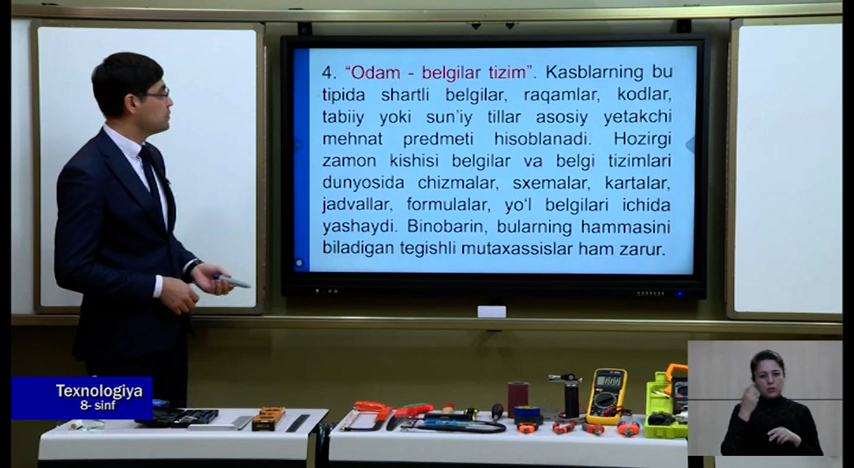 4. “Odam - belgilar tizim”. Kasblarning bu
tipida shartli belgilar, raqamlar, kodlar,
tabiiy yoki sun’iy tillar asosiy yetakchi
mehnat predmeti hisoblanadi. Hozirgi
zamon kishisi belgilar va belgi tizimlari
dunyosida chizmalar, sxemalar, kartalar,
jadvallar, formulalar, yo‘l belgilari ichida
yashaydi. Binobarin, bularning hammasini
biladigan tegishli mutaxassislar ham zarur.
Texnologiya
8- sinf